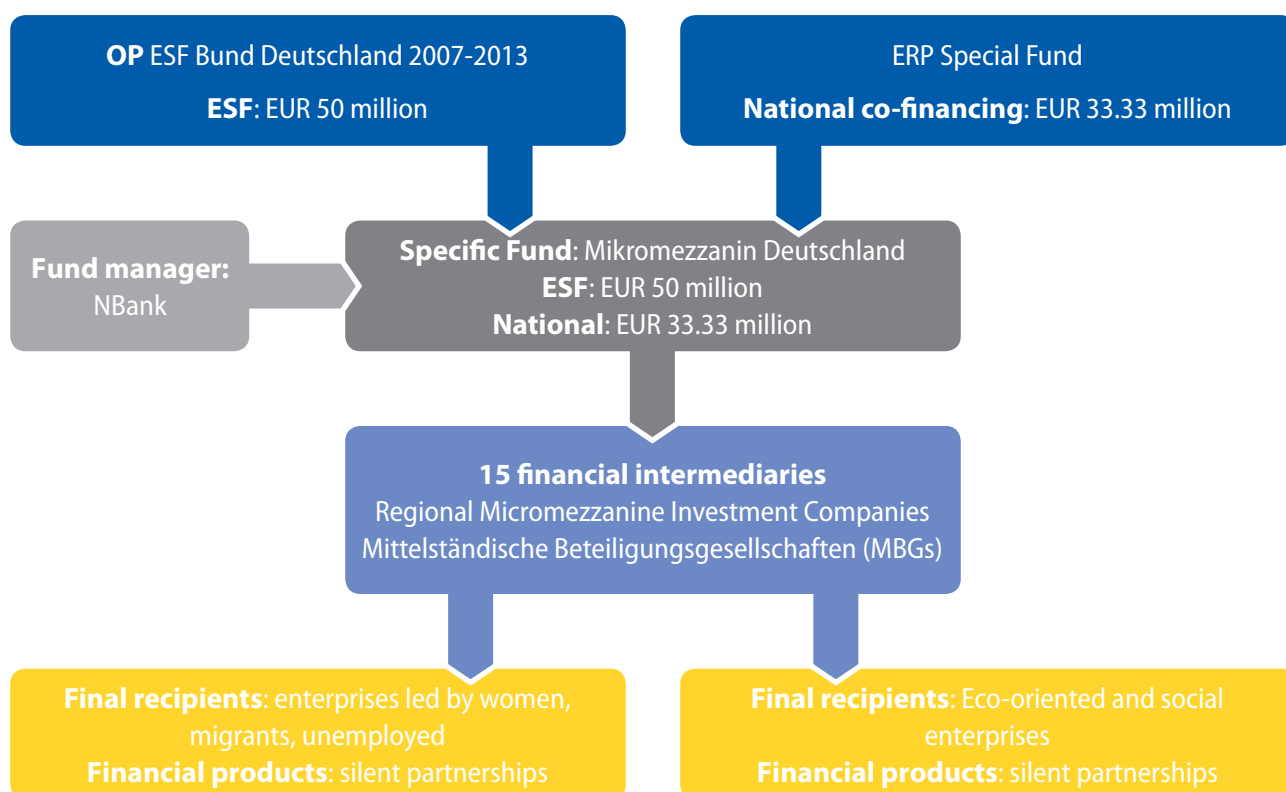 OP ESF Bund Deutschland 2007-2013
ESF: EUR 50 million
ERP Special Fund
National co-financing: EUR 33.33 million
Fund manager:
NBank
Specific Fund: Mikromezzanin Deutschland
ESF: EUR 50 million
National: EUR 33.33 million
15 financial intermediaries
Regional Micromezzanine Investment Companies
Mittelständische Beteiligungsgesellschaften (MBGs)
Final recipients: enterprises led by women,
migrants, unemployed
Financial products: silent partnerships
Final recipients: Eco-oriented and social
enterprises
Financial products: silent partnerships